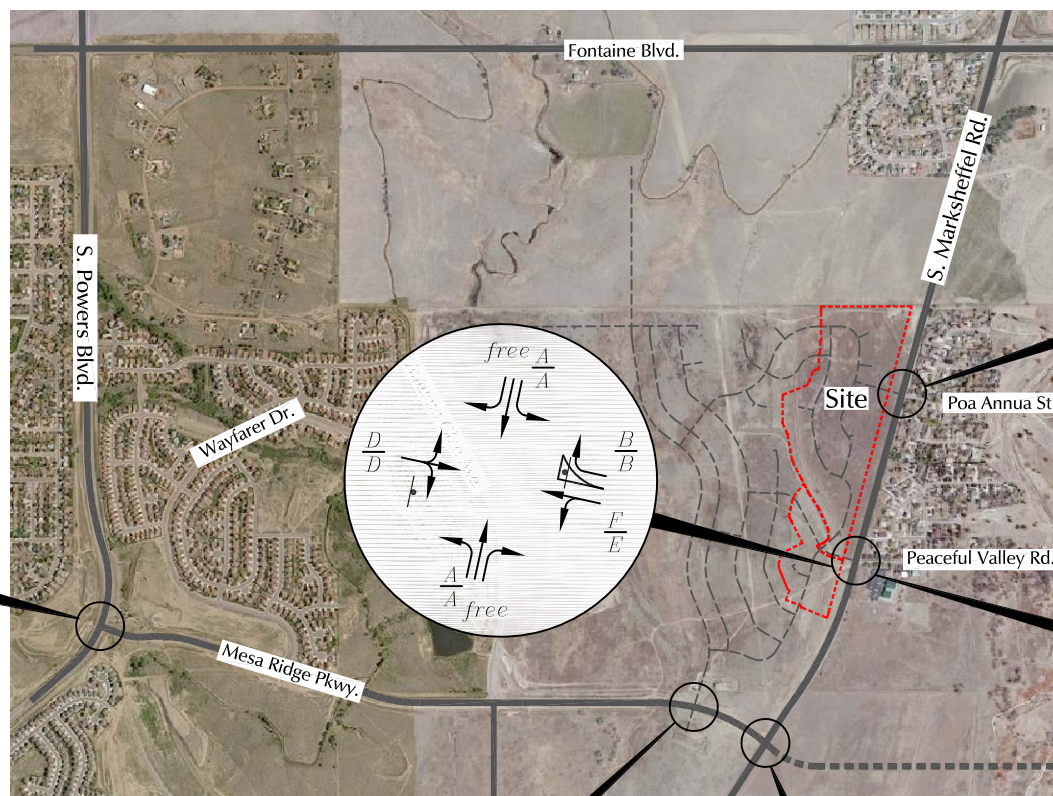 Fontaine Blvd.
S. Marksheffel Rd.
S. Powers Blvd.
free A
A
Site
Poa Annua St
Wayfarer Dr.
D
D
B
B
F
E
Peaceful Valley Rd.
A
A free
Mesa Ridge Pkwy.